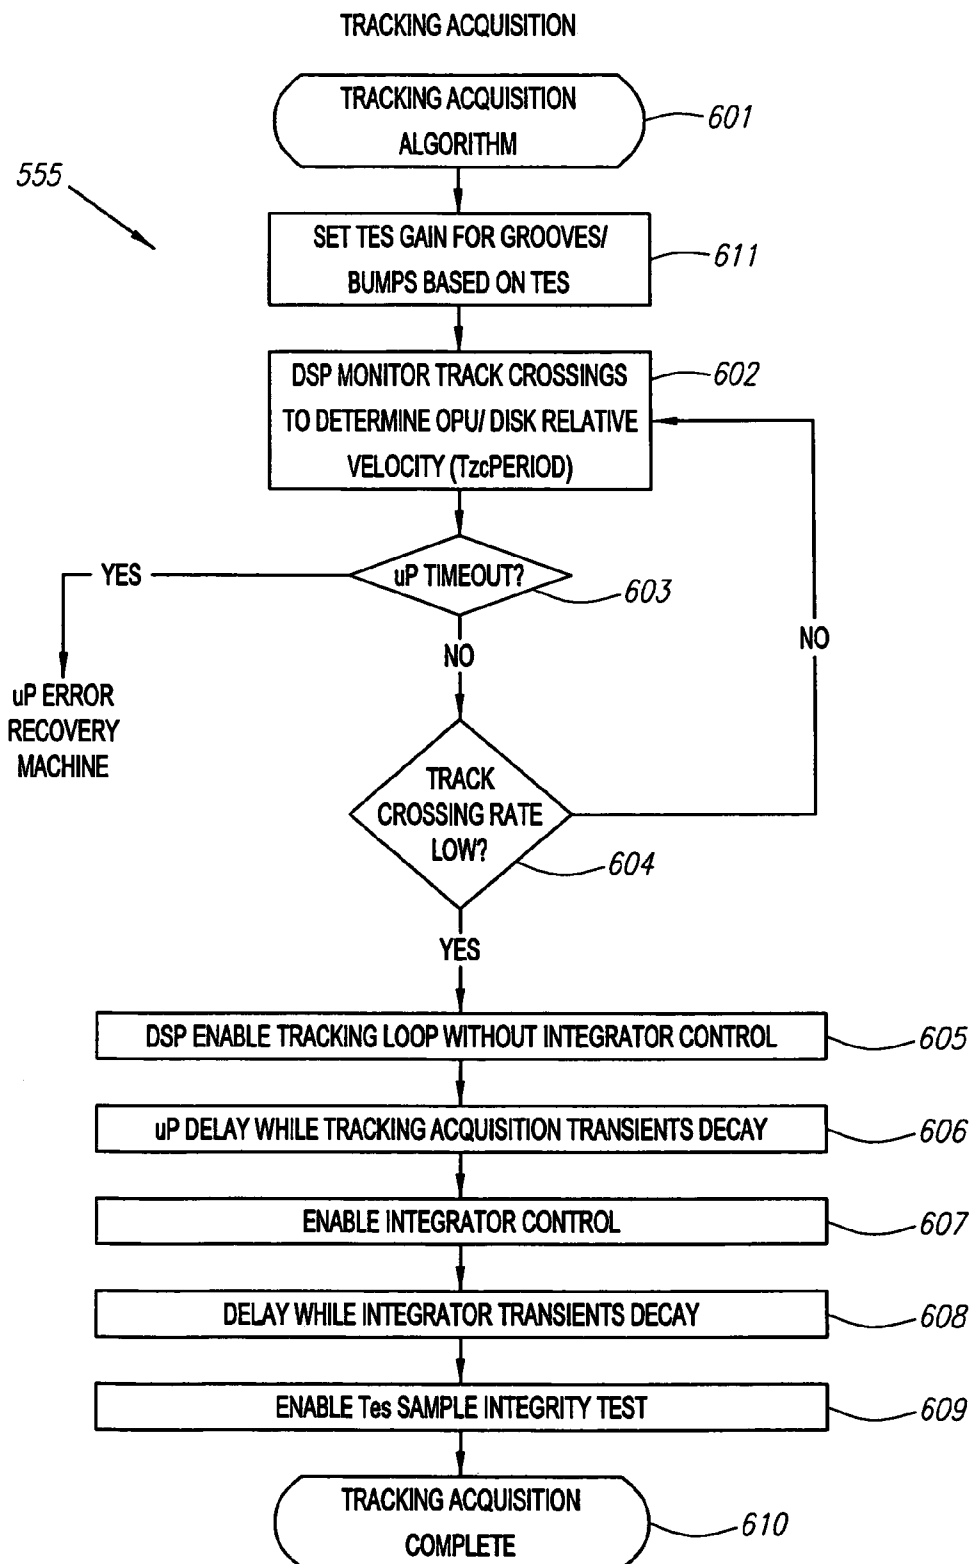 TRACKING ACQUISITION
TRACKING ACQUISITION
ALGORITHM
601
555
SET TES GAIN FOR GROOVES/
BUMPS BASED ON TES
611
DSP MONITOR TRACK CROSSINGS
TO DETERMINE OPU/ DISK RELATIVE
VELOCITY (TzcPERIOD)
602
uP TIMEOUT?
603
YES
uP ERROR
RECOVERY
MACHINE
NO
NO
TRACK
CROSSING RATE
LOW?
604
YES
DSP ENABLE TRACKING LOOP WITHOUT INTEGRATOR CONTROL
605
uP DELAY WHILE TRACKING ACQUISITION TRANSIENTS DECAY
606
ENABLE INTEGRATOR CONTROL
607
DELAY WHILE INTEGRATOR TRANSIENTS DECAY
608
ENABLE Tes SAMPLE INTEGRITY TEST
609
TRACKING ACQUISITION
COMPLETE
610